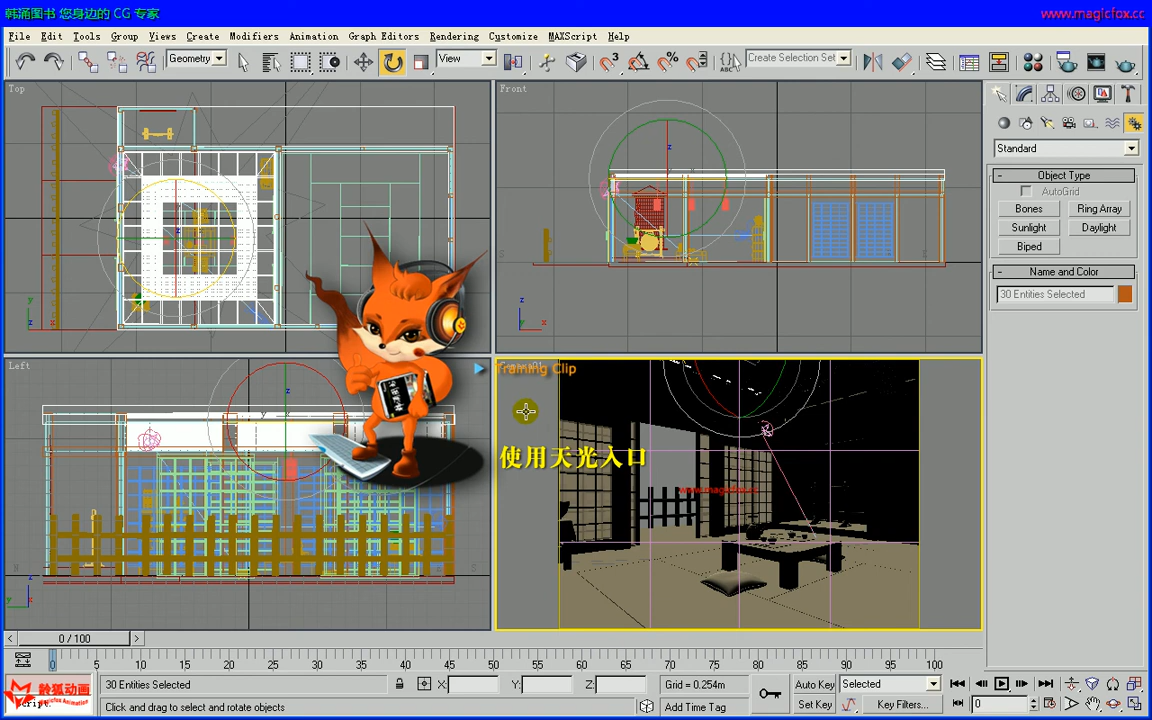 韩涌图书 您身边的 CG 专家
www.magicfox.cc
File Edit Tools Group Views Create Modifiers Animation Graph Editors Rendering Customize MAXScript Help
Geometry
View
Create Selection Set
Top
Front
Left
Training Clip
使用天光入口
Standard
Object Type
AutoGrid
Bones Ring Array
Sunlight Daylight
Biped
Name and Color
30 Entities Selected
0 / 100
0 5 10 15 20 25 30 35 40 45 50 55 60 65 70 75 80 85 90 95 100
龄狐动画
magicfox Animation
30 Entities Selected
X: Y: Z:
Grid = 0.254m
Auto Key Selected
Click and drag to select and rotate objects
Add Time Tag
Set Key Key Filters...
0